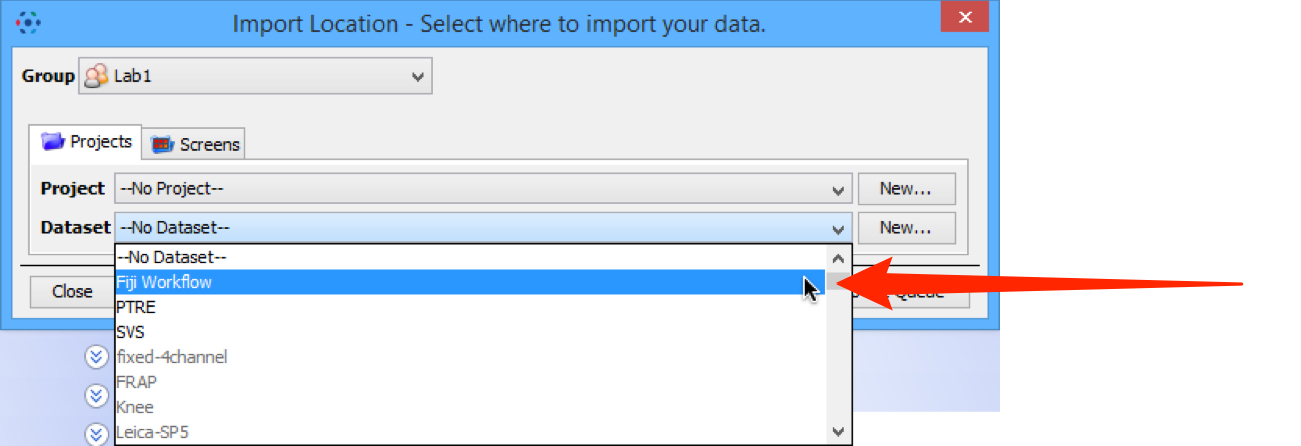 Import Location - Select where to import your data.
Group Lab1
Projects Screens
Project --No Project-- New...
Dataset --No Dataset-- New...
--No Dataset--
Fiji Workflow
Close Queue
PTRE
SVS
fixed-4channel
FRAP
Knee
Leica-SP5